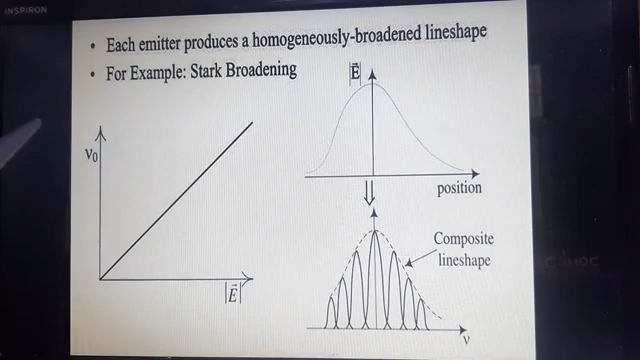 INSPIRON
• Each emitter produces a homogeneously-broadened lineshape
• For Example: Stark Broadening
|E⃗|
ν₀
position
Composite
lineshape
|E⃗|
ν